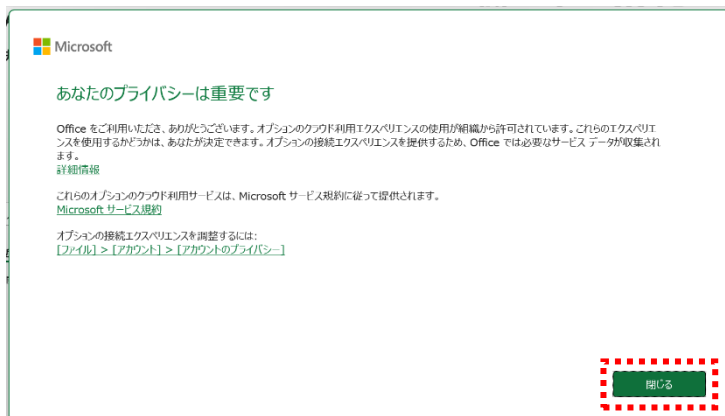 Microsoft
あなたのプライバシーは重要です
Office をご利用いただき、ありがとうございます。オプションのクラウド利用エクスペリエンスの使用が組織から許可されています。これらのエクスペリエ
ンスを使用するかどうかは、あなたが決定できます。オプションの接続エクスペリエンスを提供するため、Office では必要なサービス データが収集され
ます。
詳細情報
これらのオプションのクラウド利用サービスは、Microsoft サービス規約に従って提供されます。
Microsoft サービス規約
オプションの接続エクスペリエンスを調整するには:
[ファイル] > [アカウント] > [アカウントのプライバシー]
閉じる